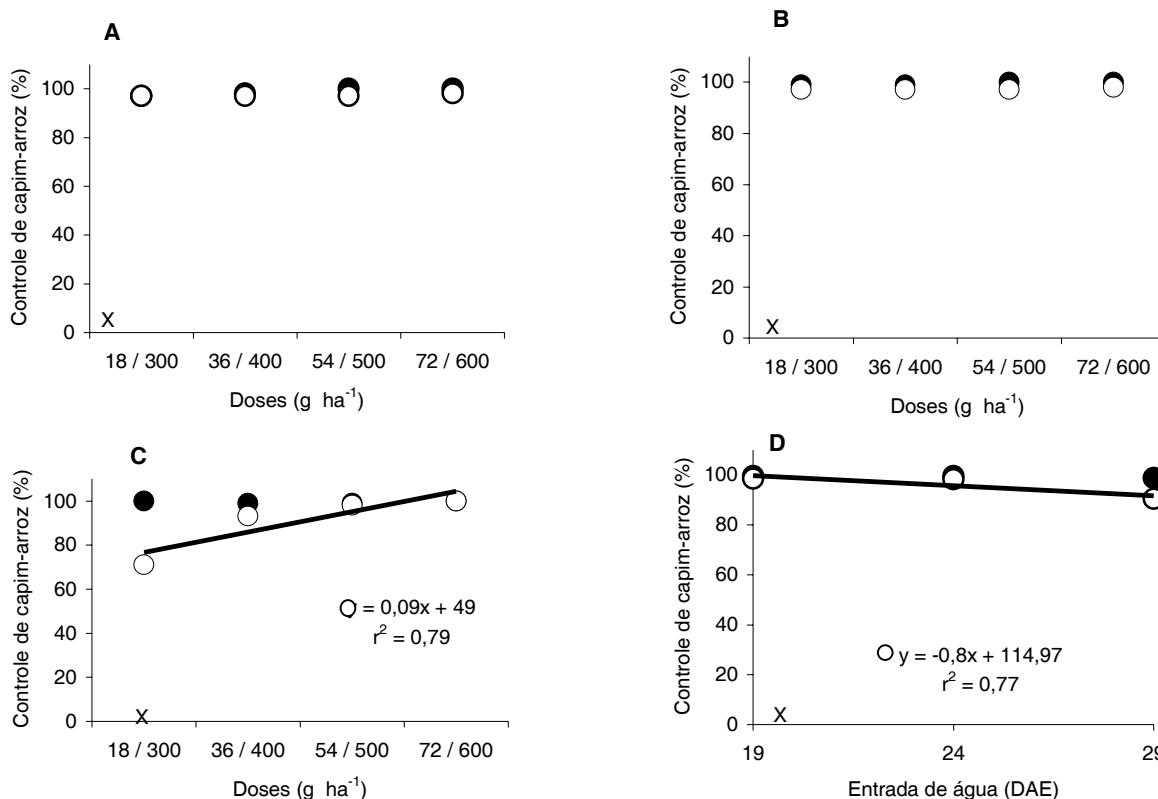 A
Controle de capim-arroz (%)
100
80
60
40
20
0
X
18 / 300 36 / 400 54 / 500 72 / 600
Doses (g ha⁻¹)
B
Controle de capim-arroz (%)
100
80
60
40
20
0
X
18 / 300 36 / 400 54 / 500 72 / 600
Doses (g ha⁻¹)
C
Controle de capim-arroz (%)
100
80
60
40
20
0
= 0,09x + 49
r² = 0,79
X
18 / 300 36 / 400 54 / 500 72 / 600
Doses (g ha⁻¹)
D
Controle de capim-arroz (%)
100
80
60
40
20
0
y = -0,8x + 114,97
r² = 0,77
X
19 24 29
Entrada de água (DAE)